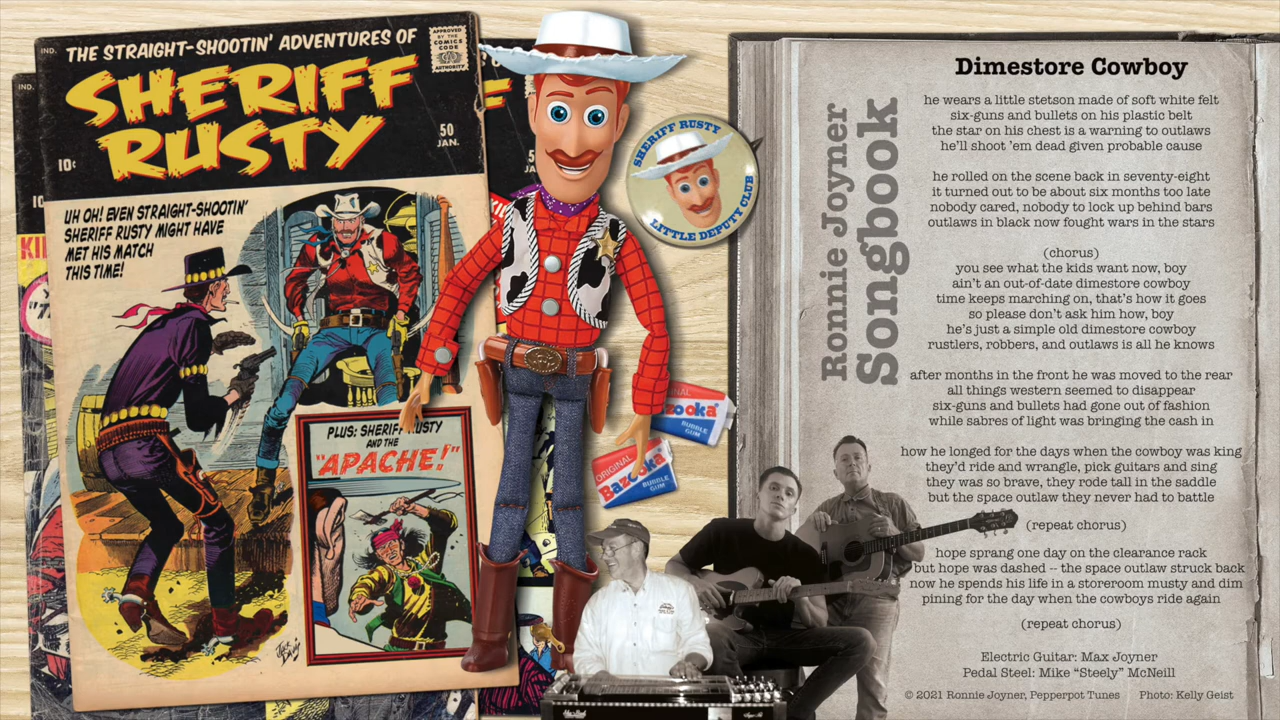 IND.
THE STRAIGHT-SHOOTIN' ADVENTURES OF
SHERIFF
RUSTY
APPROVED
BY THE
COMICS
CODE
AUTHORITY
10¢
50
JAN.
UH OH! EVEN STRAIGHT-SHOOTIN'
SHERIFF RUSTY MIGHT HAVE
MET HIS MATCH
THIS TIME!
PLUS: SHERIFF RUSTY
AND THE
"APACHE!"
JACK
DAVIS
IND.
10
KI
SHERIFF RUSTY
LITTLE DEPUTY CLUB
ORIGINAL
Bazooka
BUBBLE
GUM
ORIGINAL
Bazooka
BUBBLE
GUM
Ronnie Joyner
Songbook
Dimestore Cowboy
he wears a little stetson made of soft white felt
six-guns and bullets on his plastic belt
the star on his chest is a warning to outlaws
he'll shoot 'em dead given probable cause
he rolled on the scene back in seventy-eight
it turned out to be about six months too late
nobody cared, nobody to lock up behind bars
outlaws in black now fought wars in the stars
(chorus)
you see what the kids want now, boy
ain't an out-of-date dimestore cowboy
time keeps marching on, that's how it goes
so please don't ask him how, boy
he's just a simple old dimestore cowboy
rustlers, robbers, and outlaws is all he knows
after months in the front he was moved to the rear
all things western seemed to disappear
six-guns and bullets had gone out of fashion
while sabres of light was bringing the cash in
how he longed for the days when the cowboy was king
they'd ride and wrangle, pick guitars and sing
they was so brave, they rode tall in the saddle
but the space outlaw they never had to battle
(repeat chorus)
hope sprang one day on the clearance rack
but hope was dashed -- the space outlaw struck back
now he spends his life in a storeroom musty and dim
pining for the day when the cowboys ride again
(repeat chorus)
Electric Guitar: Max Joyner
Pedal Steel: Mike "Steely" McNeill
© 2021 Ronnie Joyner, Pepperpot Tunes Photo: Kelly Geist